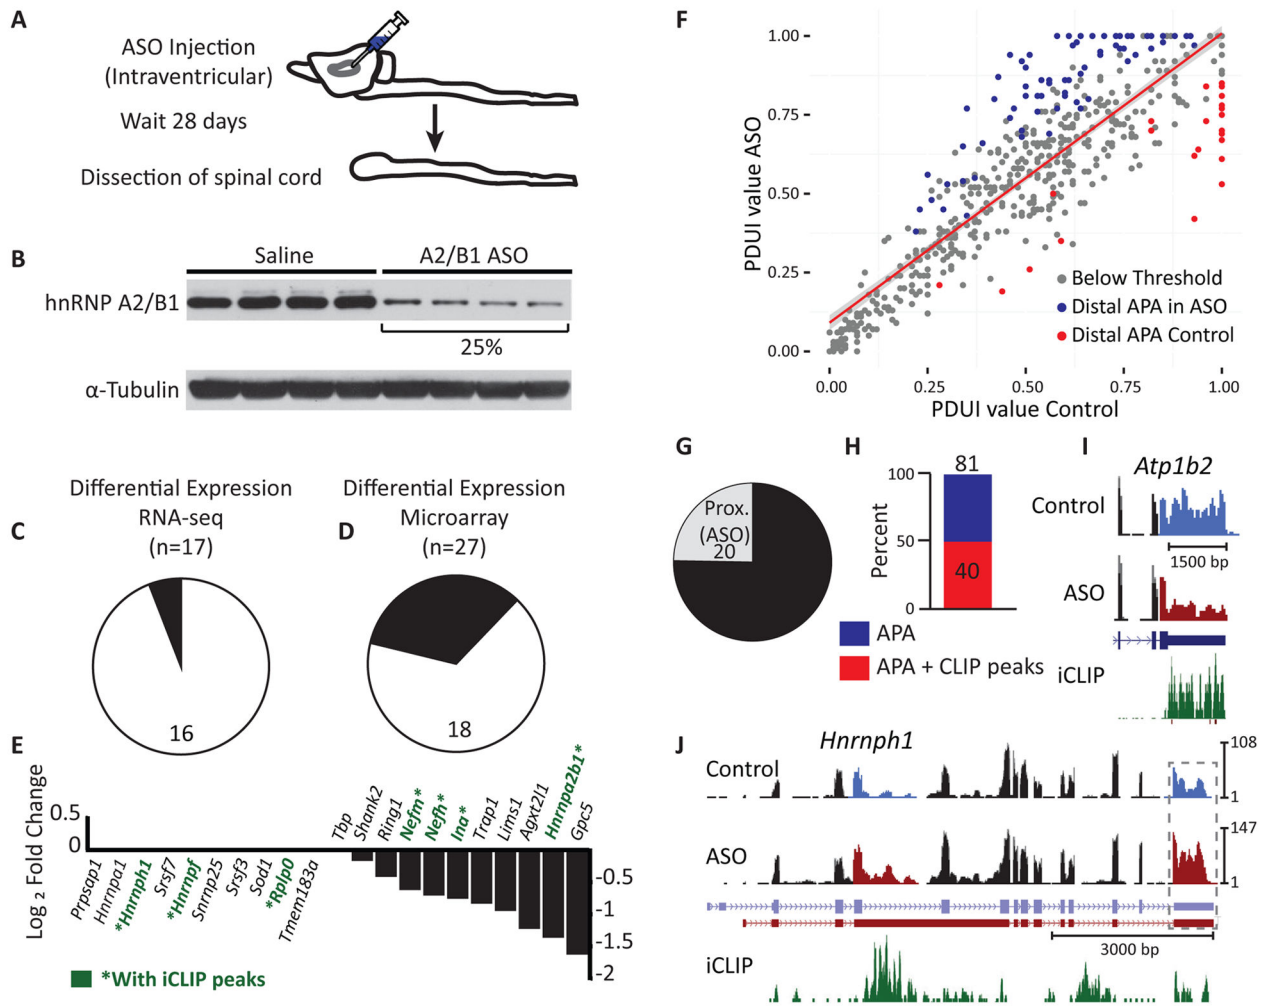 A
ASO Injection
(Intraventricular)
Wait 28 days
Dissection of spinal cord
B
Saline
A2/B1 ASO
hnRNP A2/B1
25%
α-Tubulin
C
Differential Expression
RNA-seq
(n=17)
16
D
Differential Expression
Microarray
(n=27)
18
E
Log 2 Fold Change
0.5
0
-0.5
-1
-1.5
-2
Prpsap1
Hnrnpa1
*Hnrnph1
Srsf7
*Hnrnpf
Snrnp25
Srsf3
Sod1
*Rplp0
Tmem183a
Tbp
Shank2
Ring1
Nefm*
Nefh*
Ina*
Trap1
Lims1
Agxt2l1
Hnrnpa2b1*
Gpc5
*With iCLIP peaks
F
PDUI value ASO
1.00
0.75
0.50
0.25
0.00
Below Threshold
Distal APA in ASO
Distal APA Control
0.00
0.25
0.50
0.75
1.00
PDUI value Control
G
Prox.
(ASO)
20
H
81
Percent
100
50
0
40
APA
APA + CLIP peaks
I
Atp1b2
Control
1500 bp
ASO
iCLIP
J
Hnrnph1
Control
108
1
ASO
147
1
3000 bp
iCLIP